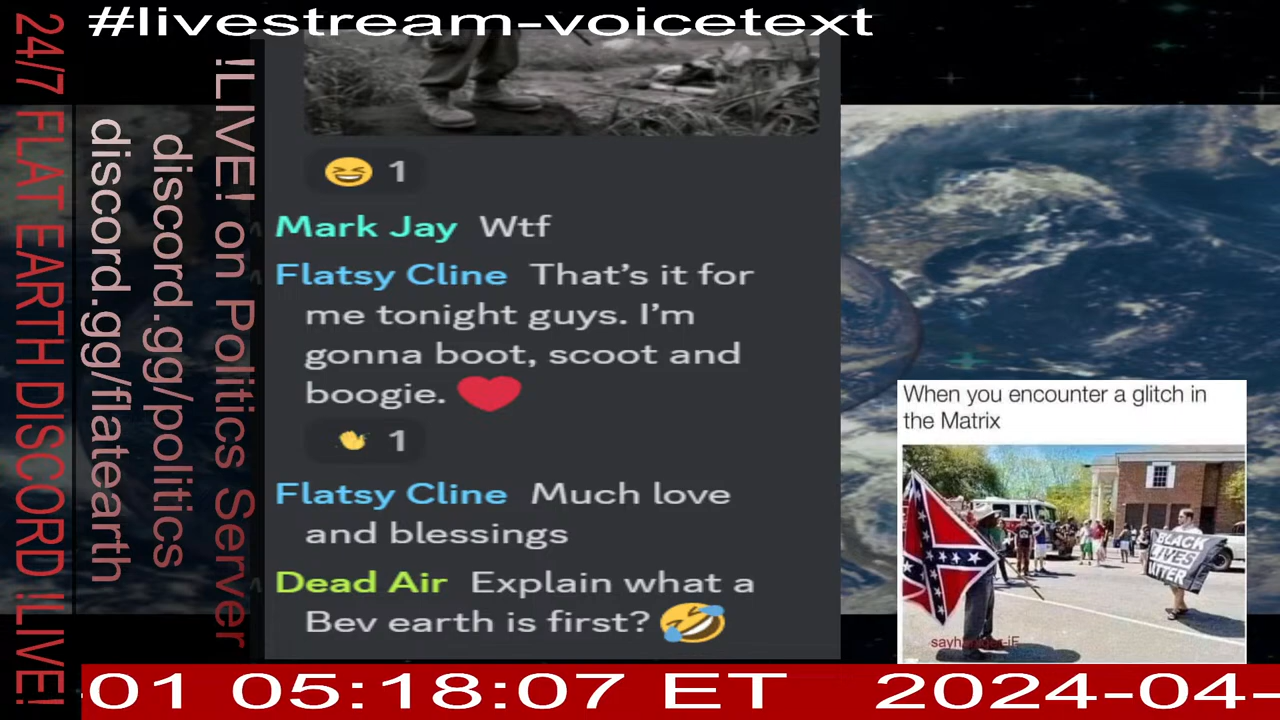 #livestream-voicetext
24/7 FLAT EARTH DISCORD !LIVE!
discord.gg/flatearth
discord.gg/politics
!LIVE! on Politics Server
1
Mark Jay Wtf
Flatsy Cline That’s it for
me tonight guys. I’m
gonna boot, scoot and
boogie.
1
Flatsy Cline Much love
and blessings
Dead Air Explain what a
Bev earth is first?
When you encounter a glitch in
the Matrix
BLACK
LIVES
MATTER
01 05:18:07 ET 2024-04-